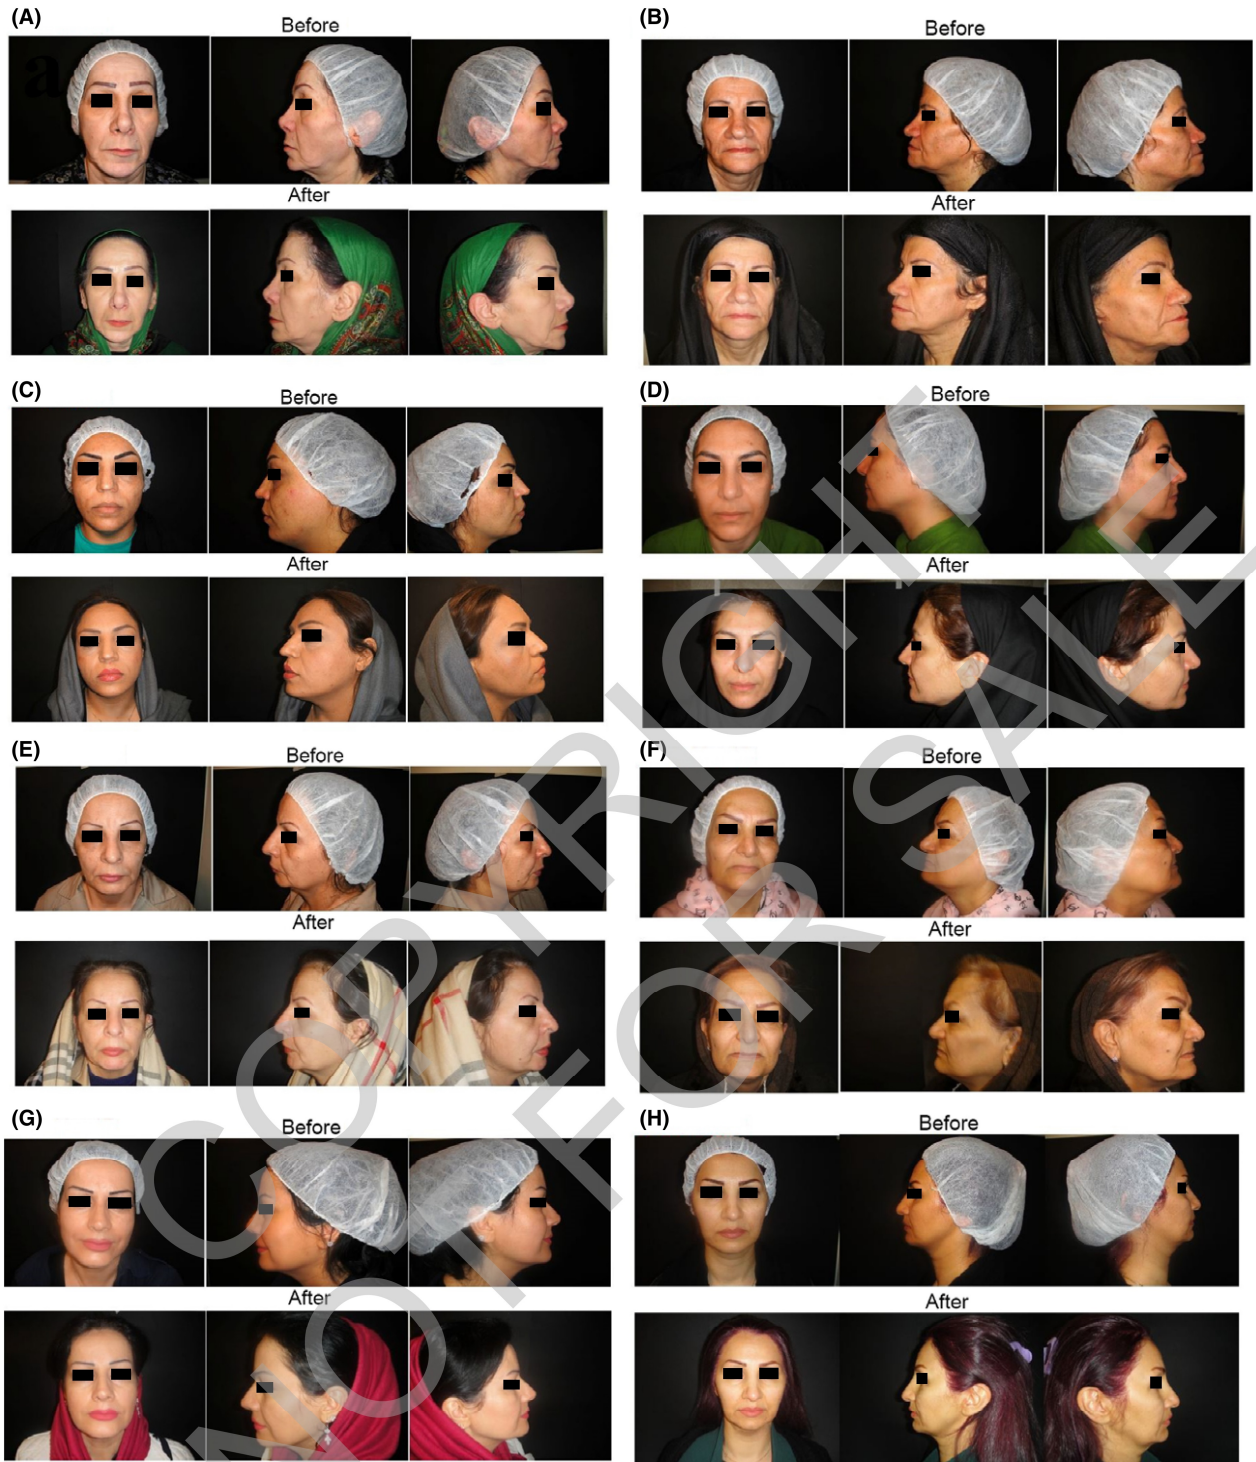 (A)
Before
a
After
(B)
Before
After
(C)
Before
After
(D)
Before
After
(E)
Before
After
(F)
Before
After
(G)
Before
After
(H)
Before
After
COPYRIGHT
NOT FOR SALE